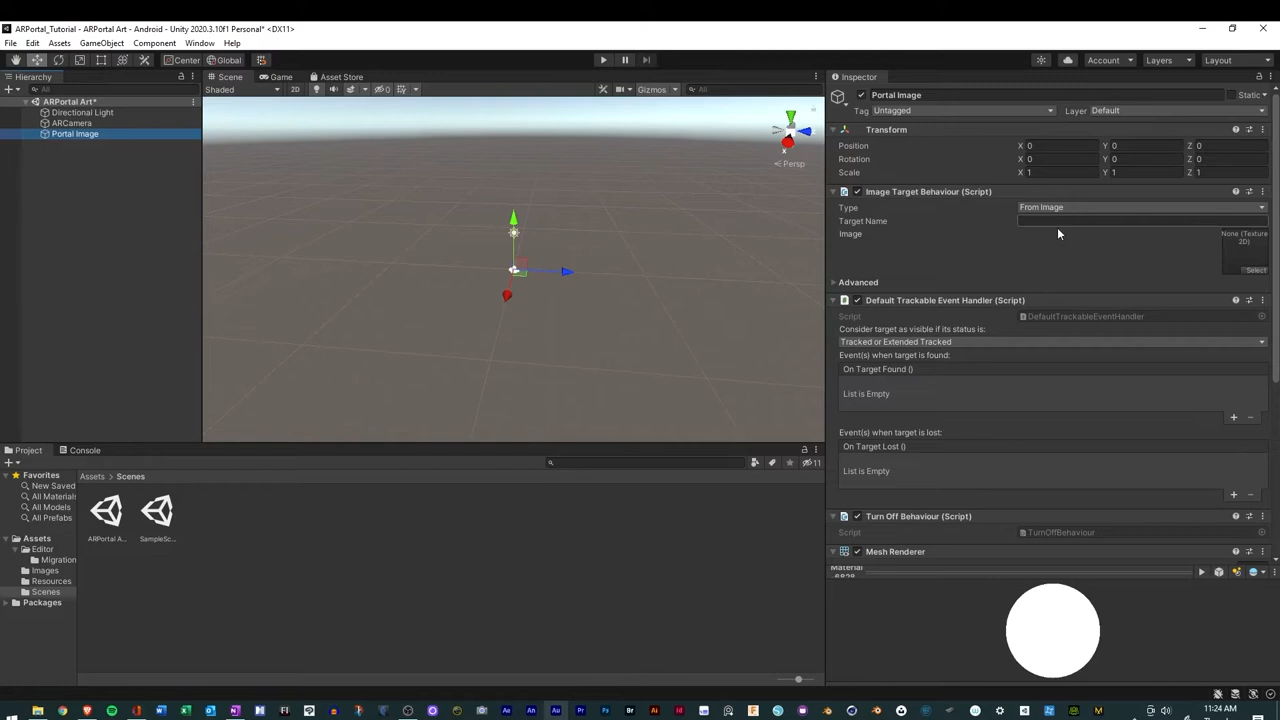 ARPortal_Tutorial - ARPortal Art - Android - Unity 2020.3.10f1 Personal* <DX11>
File Edit Assets GameObject Component Window Help
Center Global Account Layers Layout
Hierarchy Scene Game Asset Store Inspector
All Shaded 2D 0 Gizmos All Portal Image Static
ARPortal Art* Tag Untagged Layer Default
Directional Light
ARCamera Transform
Portal Image Position X 0 Y 0 Z 0
x Persp Rotation X 0 Y 0 Z 0
Scale X 1 Y 1 Z 1
Image Target Behaviour (Script)
Type From Image
Target Name
Image None (Texture 2D)
Select
Advanced
Default Trackable Event Handler (Script)
Script DefaultTrackableEventHandler
Consider target as visible if its status is:
Tracked or Extended Tracked
Event(s) when target is found:
On Target Found ()
List is Empty
Event(s) when target is lost:
On Target Lost ()
List is Empty
Turn Off Behaviour (Script)
Script TurnOffBehaviour
Mesh Renderer
Material
Project Console
11
Favorites Assets > Scenes
New Saved
All Materials
All Models
All Prefabs
Assets ARPortal A... SampleSc...
Editor
Migration
Images
Resources
Scenes
Packages
11:24 AM